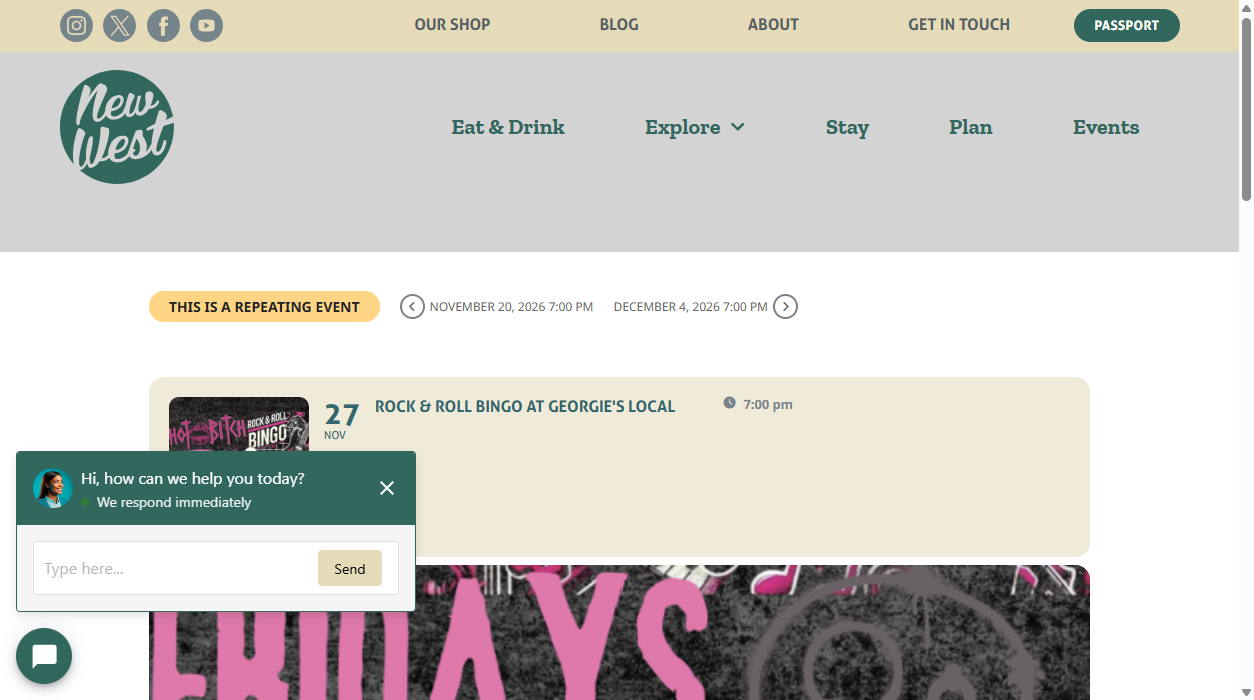 OUR SHOP
BLOG
ABOUT
GET IN TOUCH
PASSPORT
New
West
Eat & Drink
Explore
Stay
Plan
Events
THIS IS A REPEATING EVENT
NOVEMBER 20, 2026 7:00 PM
DECEMBER 4, 2026 7:00 PM
HOT BITCH
ROCK & ROLL
BINGO
27
NOV
ROCK & ROLL BINGO AT GEORGIE'S LOCAL
7:00 pm
Hi, how can we help you today?
We respond immediately
Type here...
Send
FRIDAYS